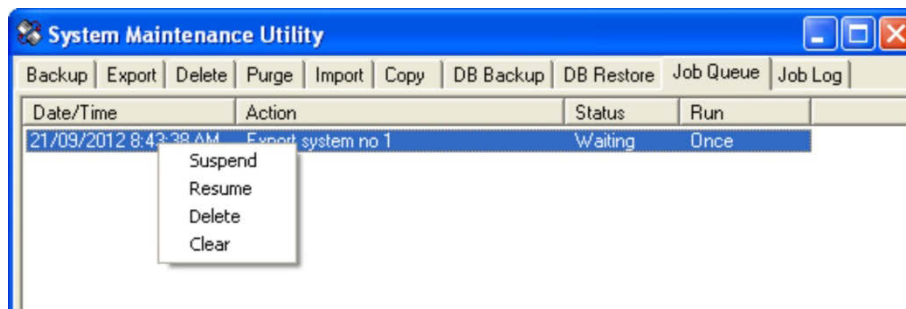 System Maintenance Utility
Backup Export Delete Purge Import Copy DB Backup DB Restore Job Queue Job Log
Date/Time Action Status Run
21/09/2012 8:43:38 AM Export system no 1 Waiting Once
Suspend
Resume
Delete
Clear